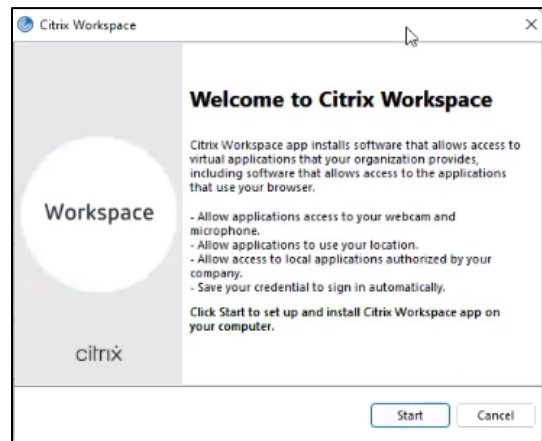 Citrix Workspace
Welcome to Citrix Workspace
Citrix Workspace app installs software that allows access to
virtual applications that your organization provides,
including software that allows access to the applications
that use your browser.
- Allow applications access to your webcam and
microphone.
- Allow applications to use your location.
- Allow access to local applications authorized by your
company.
- Save your credential to sign in automatically.
Click Start to set up and install Citrix Workspace app on
your computer.
Workspace
citrix
Start
Cancel